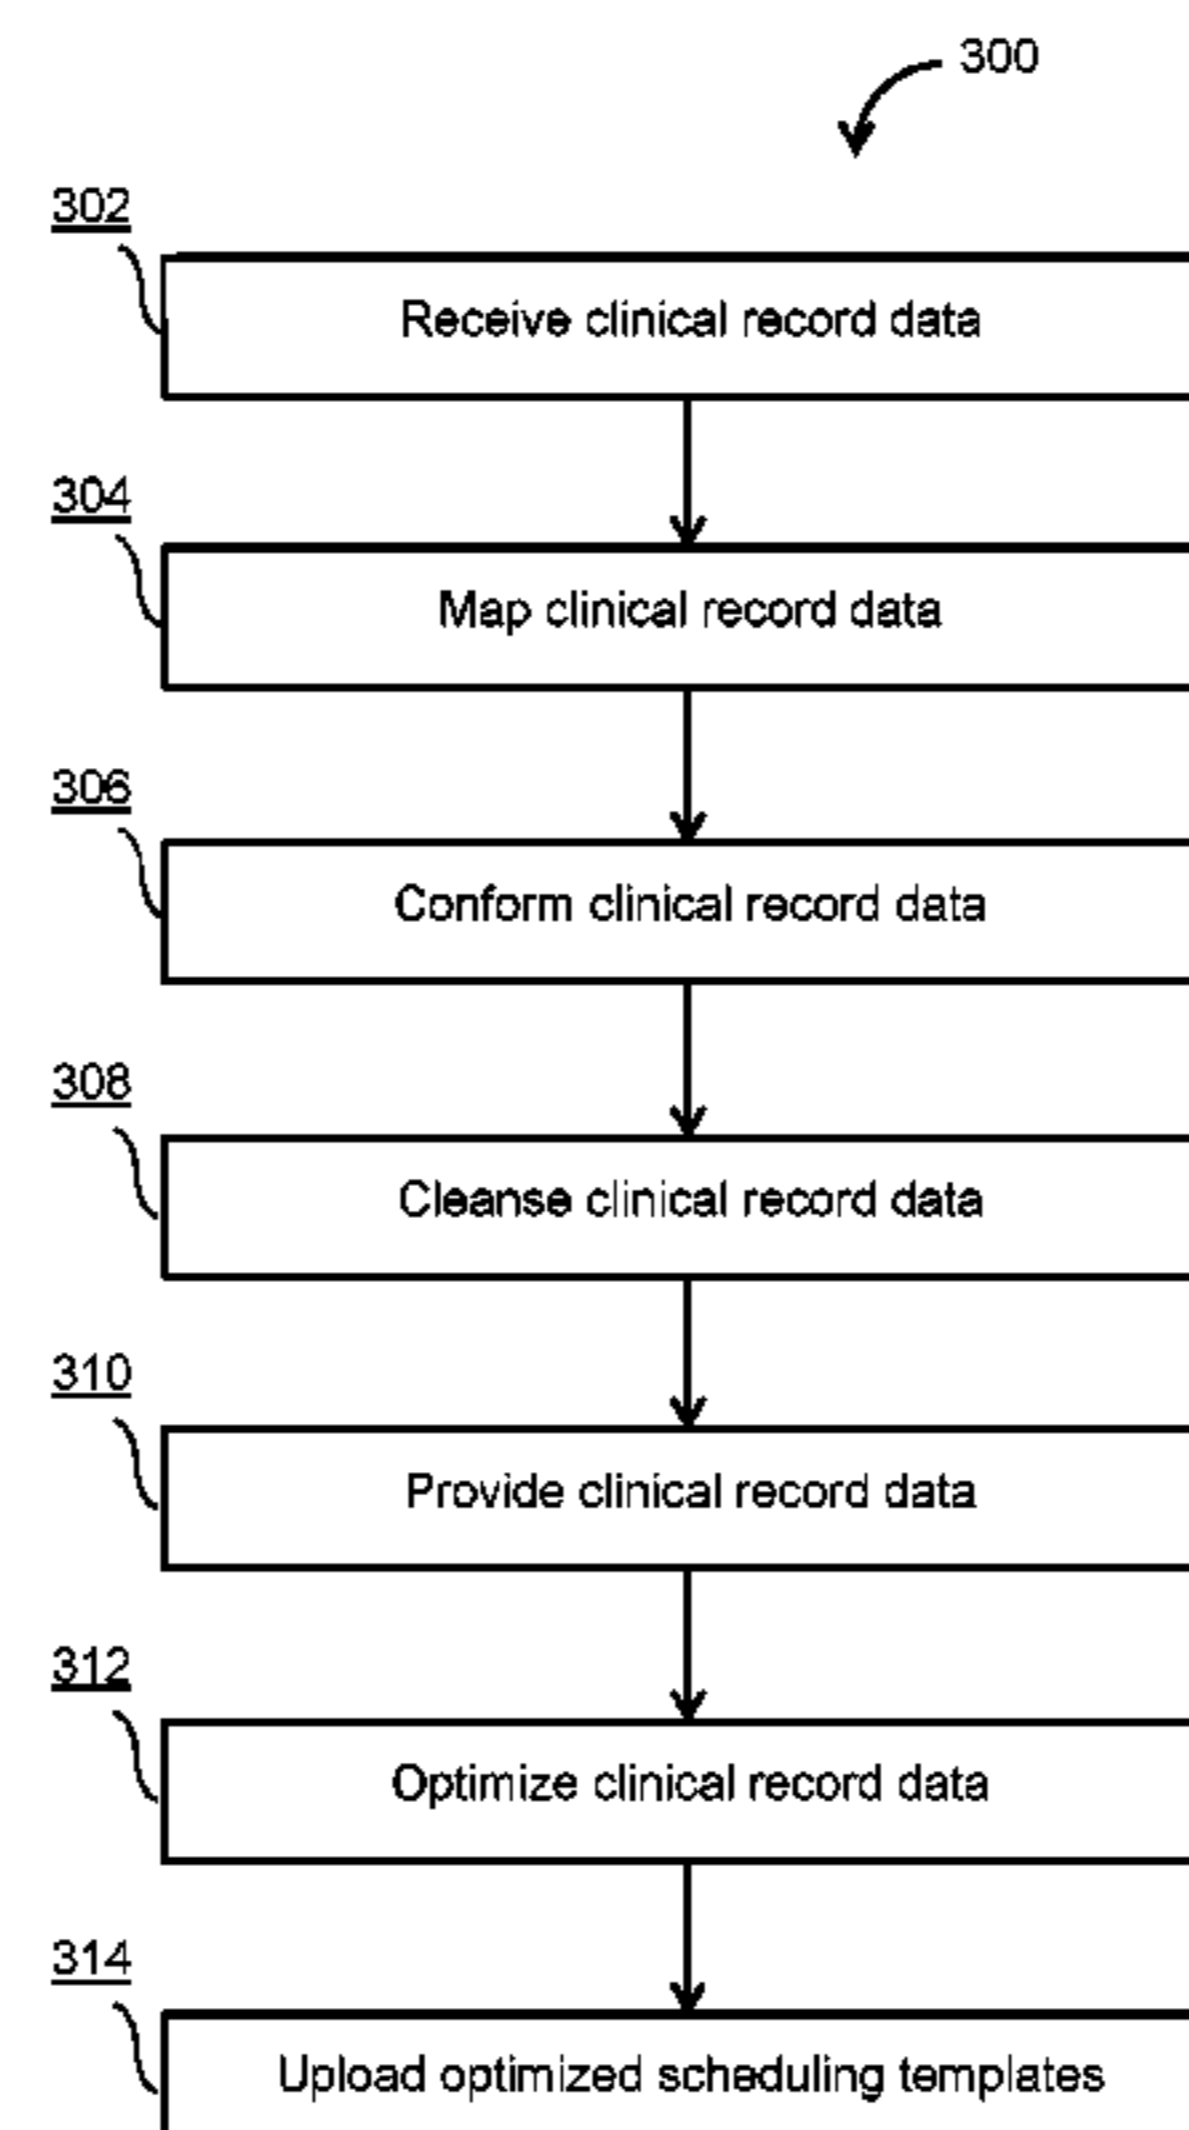 300
302
Receive clinical record data
304
Map clinical record data
306
Conform clinical record data
308
Cleanse clinical record data
310
Provide clinical record data
312
Optimize clinical record data
314
Upload optimized scheduling templates